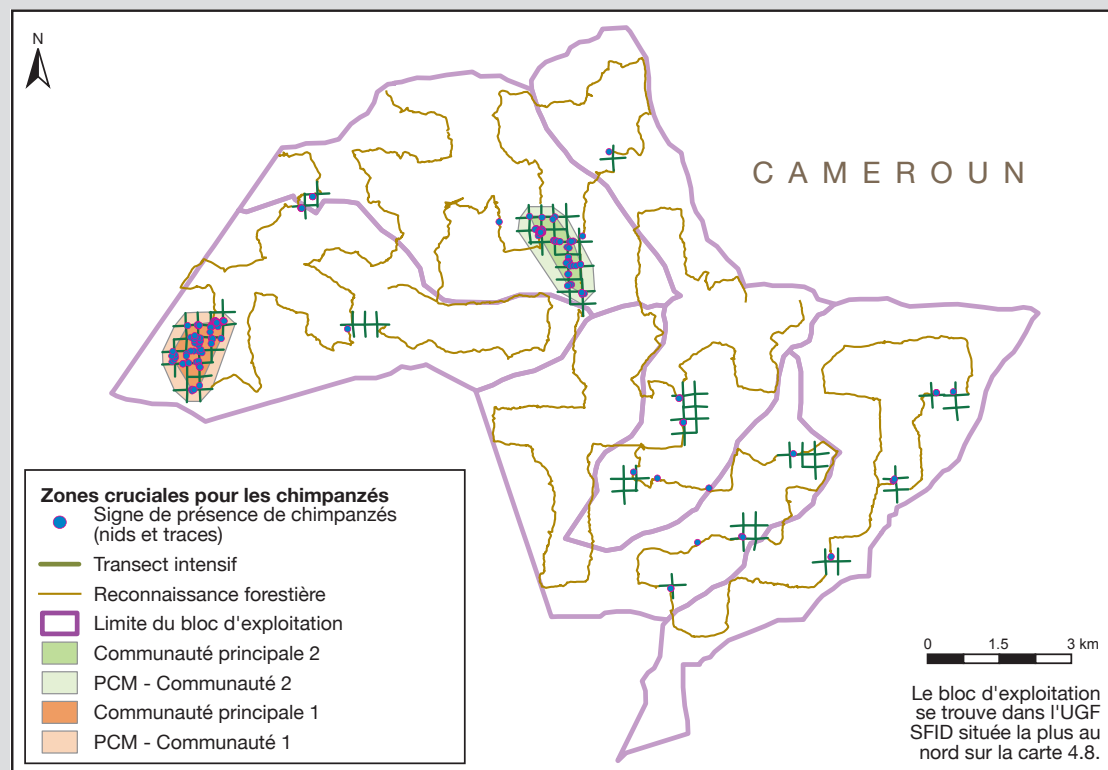 N
CAMEROUN
Zones cruciales pour les chimpanzés
Signe de présence de chimpanzés
(nids et traces)
Transect intensif
Reconnaissance forestière
Limite du bloc d'exploitation
Communauté principale 2
PCM - Communauté 2
Communauté principale 1
PCM - Communauté 1
0 1.5 3 km
Le bloc d'exploitation
se trouve dans l'UGF
SFID située la plus au
nord sur la carte 4.8.